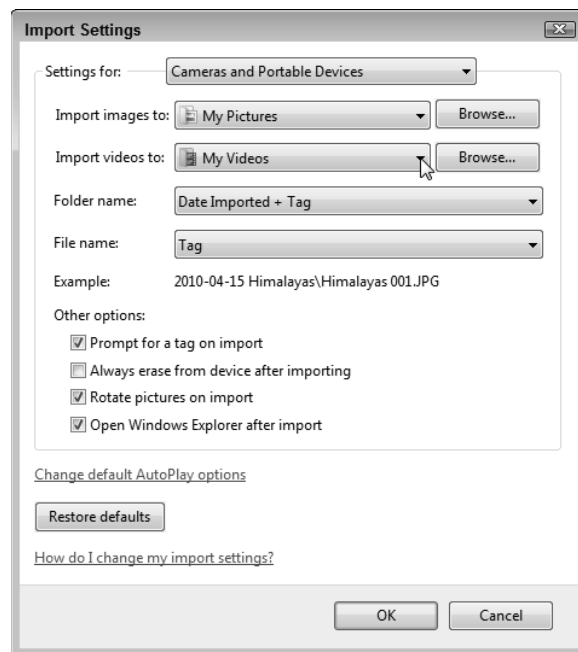 Import Settings
Settings for: Cameras and Portable Devices
Import images to: My Pictures Browse...
Import videos to: My Videos Browse...
Folder name: Date Imported + Tag
File name: Tag
Example: 2010-04-15 Himalayas\Himalayas 001.JPG
Other options:
Prompt for a tag on import
Always erase from device after importing
Rotate pictures on import
Open Windows Explorer after import
Change default AutoPlay options
Restore defaults
How do I change my import settings?
OK Cancel